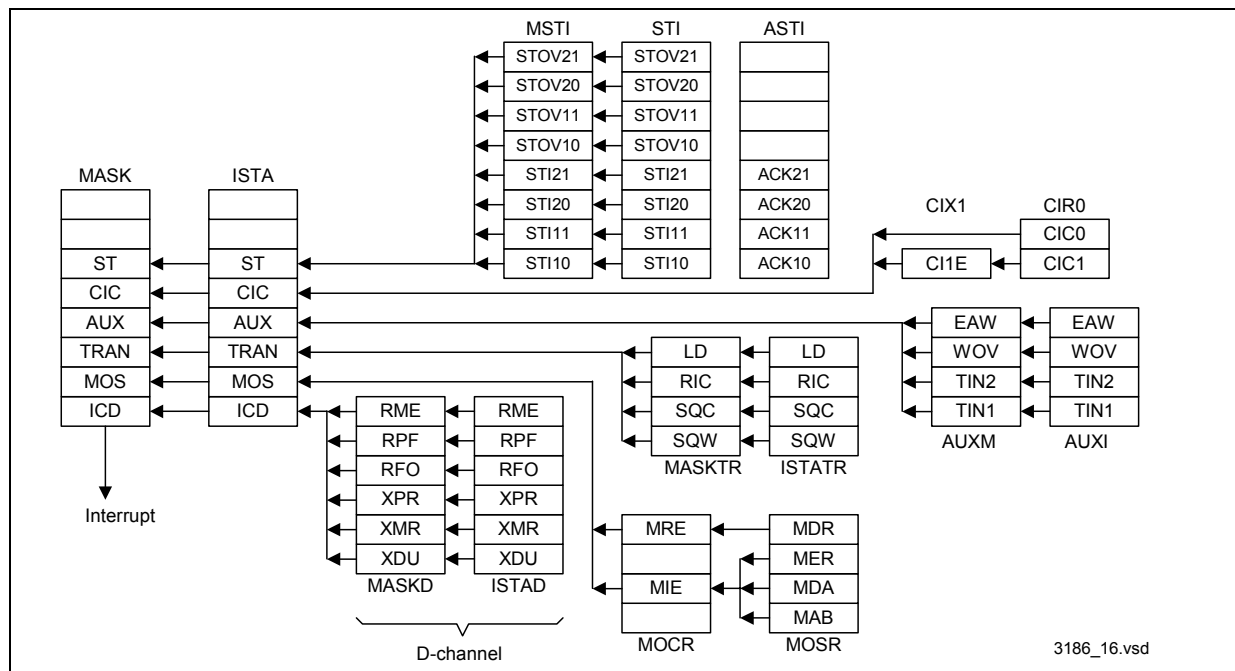 MSTI STI ASTI
STOV21 STOV21
STOV20 STOV20
STOV11 STOV11
STOV10 STOV10
MASK ISTA STI21 STI21 ACK21
STI20 STI20 ACK20 CIX1 CIR0
STI11 STI11 ACK11 CIC0
ST ST STI10 STI10 ACK10 CI1E CIC1
CIC CIC
AUX AUX EAW EAW
TRAN TRAN LD LD WOV WOV
MOS MOS RIC RIC TIN2 TIN2
ICD ICD RME RME SQC SQC TIN1 TIN1
RPF RPF SQW SQW AUXM AUXI
RFO RFO MASKTR ISTATR
XPR XPR
Interrupt
XMR XMR MRE MDR
XDU XDU MER
MASKD ISTAD MIE MDA
MAB
MOCR MOSR
D-channel
3186_16.vsd